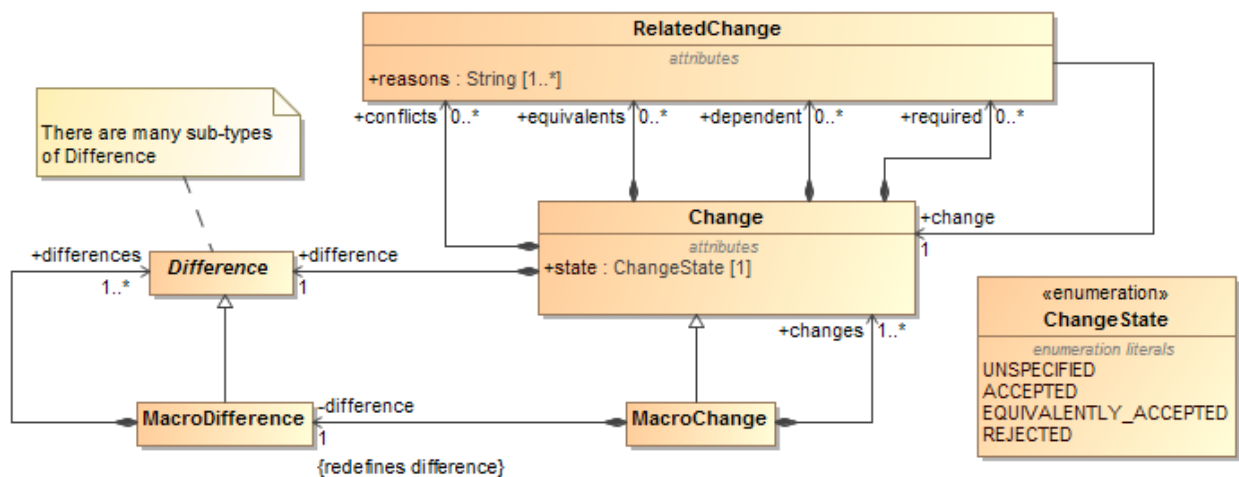 RelatedChange
attributes
+reasons : String [1..*]
+conflicts 0..* +equivalents 0..* +dependent 0..* +required 0..*
There are many sub-types
of Difference
Change
attributes
+state : ChangeState [1]
+change
1
+differences
1..*
Difference
+difference
1
+changes 1..*
«enumeration»
ChangeState
enumeration literals
UNSPECIFIED
ACCEPTED
EQUIVALENTLY_ACCEPTED
REJECTED
MacroDifference
-difference
1
{redefines difference}
MacroChange